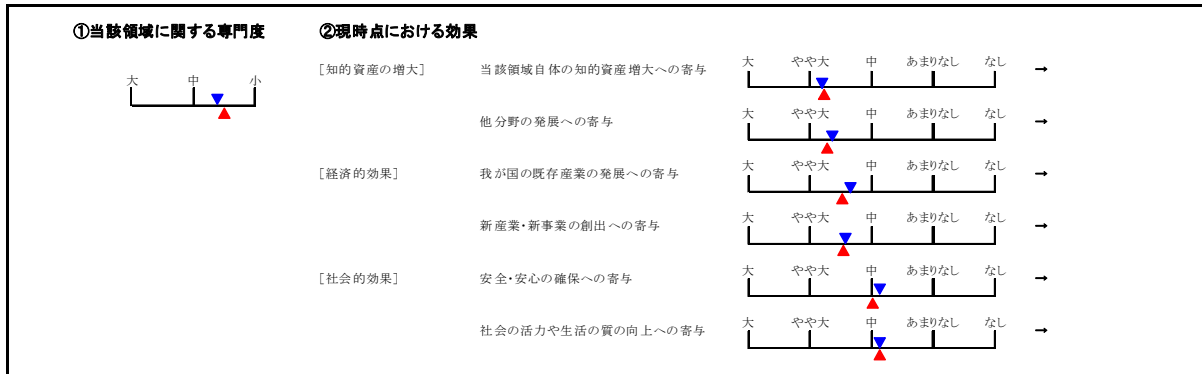 ①当該領域に関する専門度
大 中 小
②現時点における効果
[知的資産の増大] 当該領域自体の知的資産増大への寄与 大 やや大 中 あまりなし なし →
他分野の発展への寄与 大 やや大 中 あまりなし なし →
[経済的効果] 我が国の既存産業の発展への寄与 大 やや大 中 あまりなし なし →
新産業・新事業の創出への寄与 大 やや大 中 あまりなし なし →
[社会的効果] 安全・安心の確保への寄与 大 やや大 中 あまりなし なし →
社会の活力や生活の質の向上への寄与 大 やや大 中 あまりなし なし →